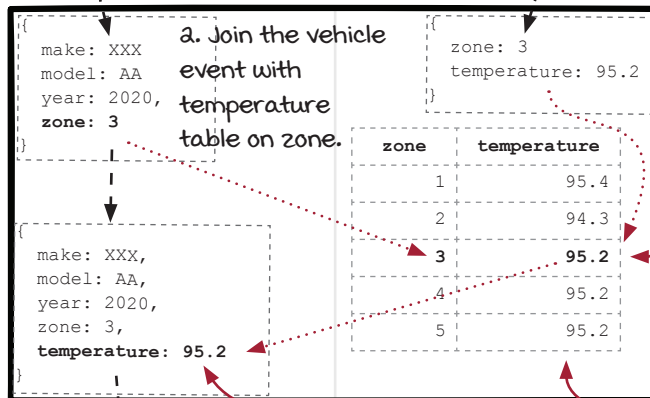 {
make: XXX
model: AA
year: 2020,
zone: 3
}
2. Join the vehicle
event with
temperature
table on zone.
{
zone: 3
temperature: 95.2
}
zone temperature
1 95.4
2 94.3
3 95.2
4 95.2
5 95.2
{
make: XXX,
model: AA,
year: 2020,
zone: 3,
temperature: 95.2
}